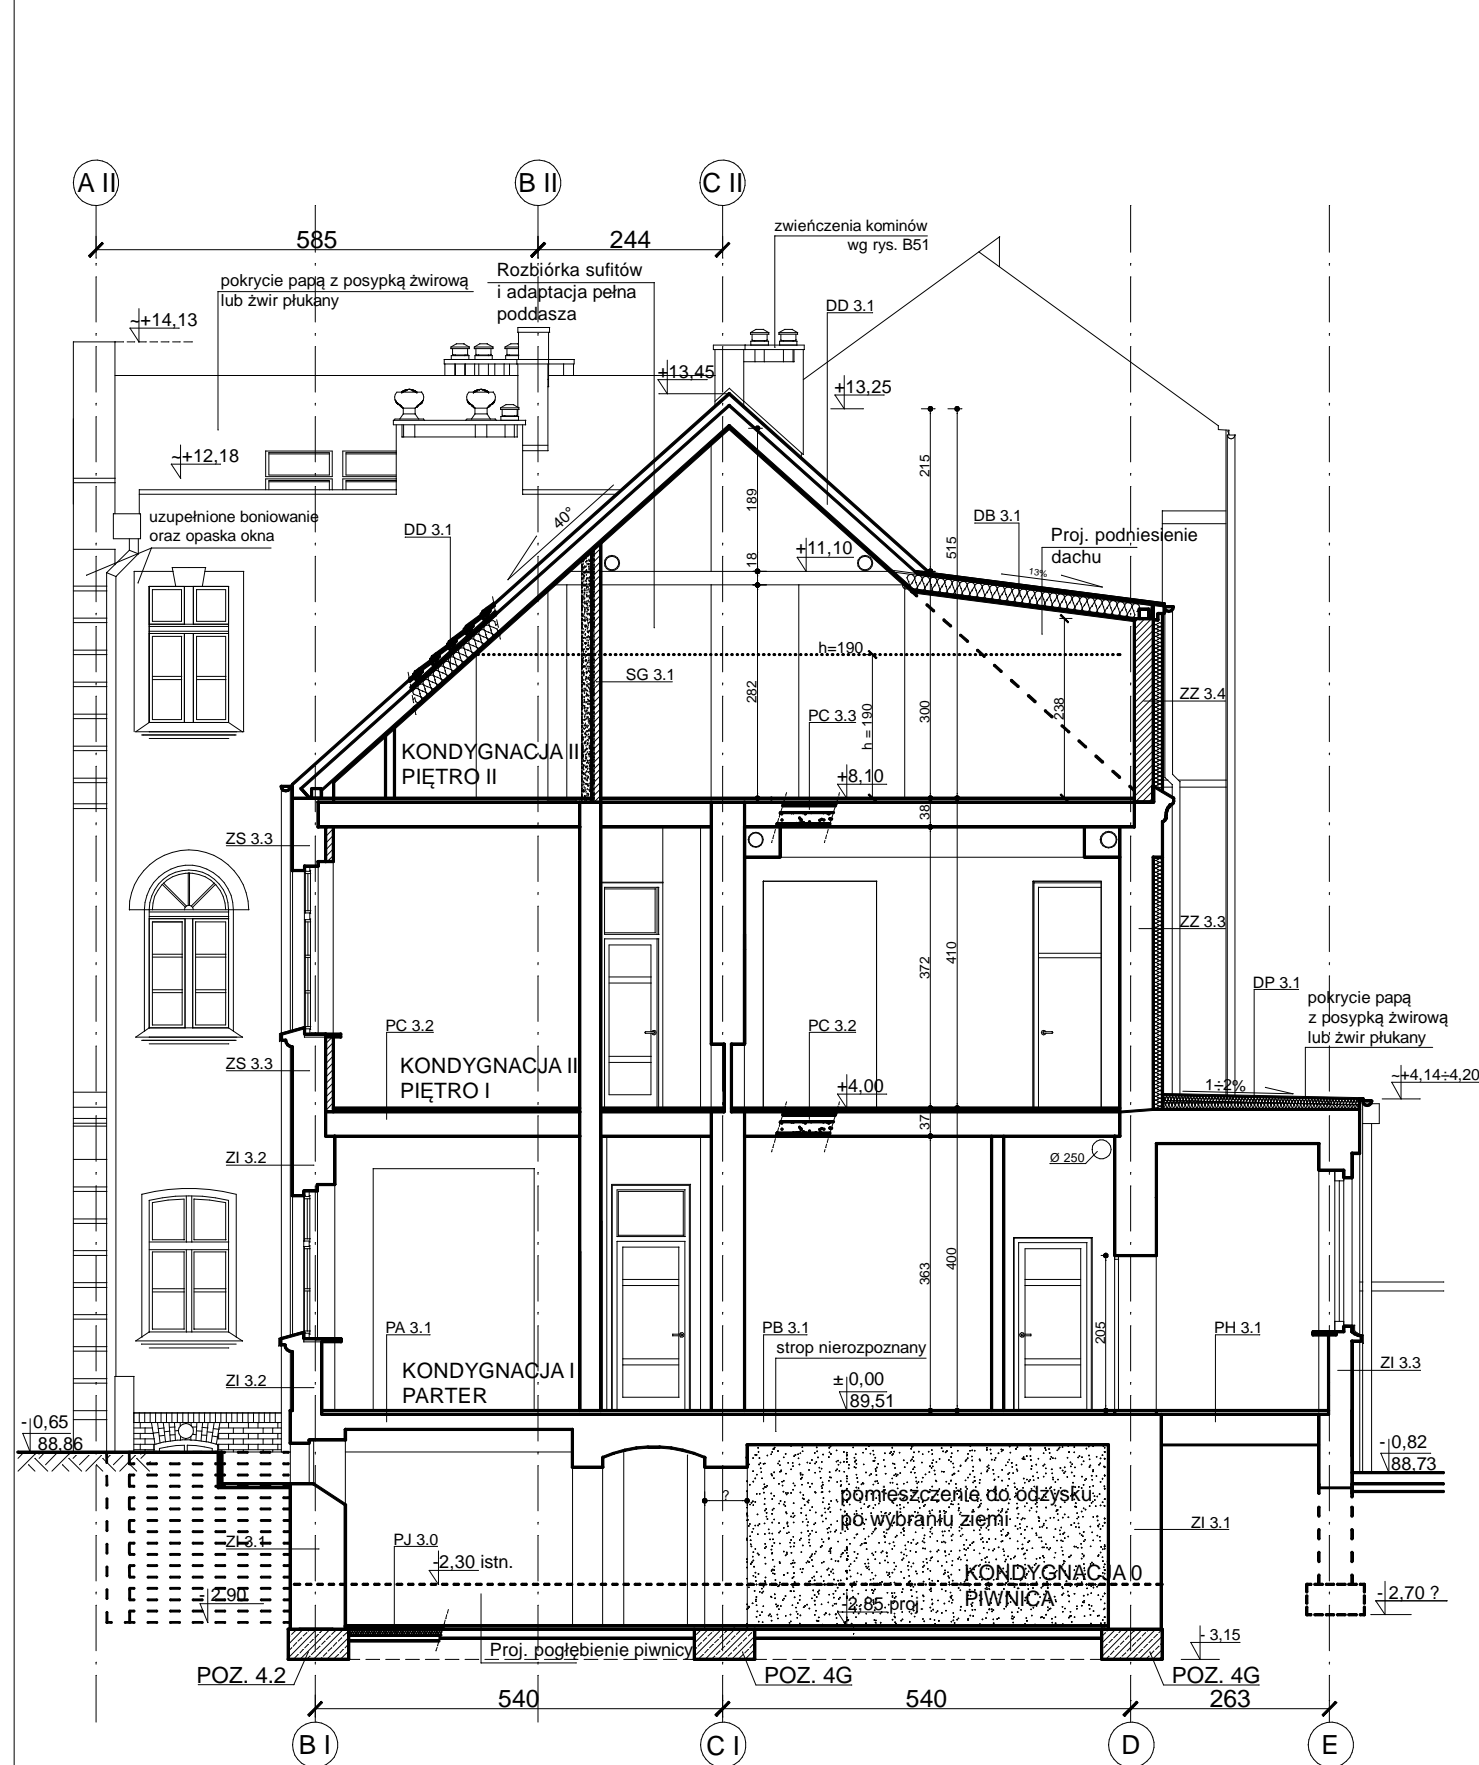 A II
B II
C II
585
244
zwieńczenia kominów
wg rys. B51
pokrycie papą z posypką żwirową
lub żwir płukany
Rozbiórka sufitów
i adaptacja pełna
poddasza
DD 3.1
~+14,13
+13,45
+13,25
~+12,18
215
189
uzupełnione boniowanie
oraz opaska okna
DD 3.1
40°
DB 3.1
Proj. podniesienie
dachu
+11,10
18
515
13%
h=190
SG 3.1
282
PC 3.3
h = 190
300
238
ZZ 3.4
KONDYGNACJA II
PIĘTRO II
+8,10
38
ZS 3.3
ZZ 3.3
372
410
DP 3.1
pokrycie papą
z posypką żwirową
lub żwir płukany
PC 3.2
PC 3.2
ZS 3.3
KONDYGNACJA II
PIĘTRO I
+4,00
1÷2%
~+4,14÷4,20
37
ZI 3.2
Ø 250
363
400
205
PA 3.1
PB 3.1
PH 3.1
strop nierozpoznany
KONDYGNACJA I
PARTER
ZI 3.2
± 0,00
89,51
ZI 3.3
- 0,65
88,86
- 0,82
88,73
?
pomieszczenie do odzysku
po wybraniu ziemi
ZI 3.1
ZI 3.1
PJ 3.0
-2,30 istn.
KONDYGNACJA 0
PIWNICA
- 2,90
-2,85 proj.
- 2,70 ?
Proj. pogłębienie piwnicy
- 3,15
POZ. 4.2
POZ. 4G
POZ. 4G
540
540
263
B I
C I
D
E